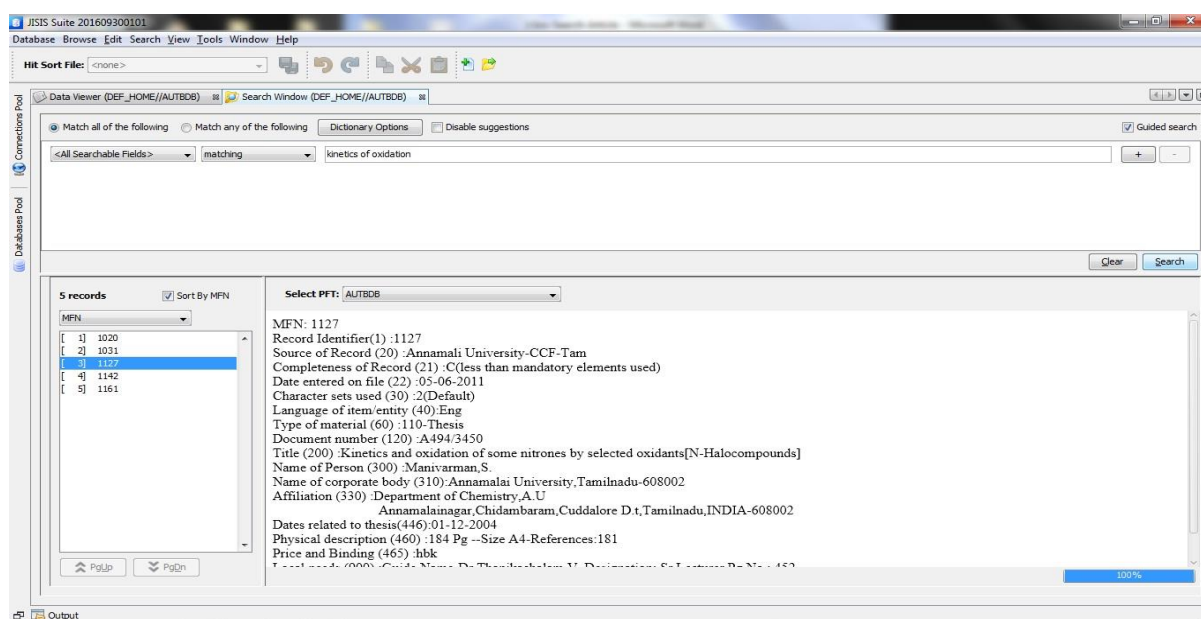 JISIS Suite 201609300101
Database Browse Edit Search View Tools Window Help
Hit Sort File: <none>
Connections Pool
Databases Pool
Data Viewer (DEF_HOME//AUTBDB) Search Window (DEF_HOME//AUTBDB)
Match all of the following Match any of the following Dictionary Options Disable suggestions Guided search
<All Searchable Fields> matching kinetics of oxidation + -
Clear Search
5 records Sort By MFN
MFN
[ 1] 1020
[ 2] 1031
[ 3] 1127
[ 4] 1142
[ 5] 1161
PgUp PgDn
Select PFT: AUTBDB
MFN: 1127
Record Identifier(1) :1127
Source of Record (20) :Annamali University-CCF-Tam
Completeness of Record (21) :C(less than mandatory elements used)
Date entered on file (22) :05-06-2011
Character sets used (30) :2(Default)
Language of item/entity (40):Eng
Type of material (60) :110-Thesis
Document number (120) :A494/3450
Title (200) :Kinetics and oxidation of some nitrones by selected oxidants[N-Halocompounds]
Name of Person (300) :Manivarman,S.
Name of corporate body (310):Annamalai University,Tamilnadu-608002
Affiliation (330) :Department of Chemistry,A.U
Annamalainagar,Chidambaram,Cuddalore D.t,Tamilnadu,INDIA-608002
Dates related to thesis(446):01-12-2004
Physical description (460) :184 Pg --Size A4-References:181
Price and Binding (465) :hbk
100%
Output